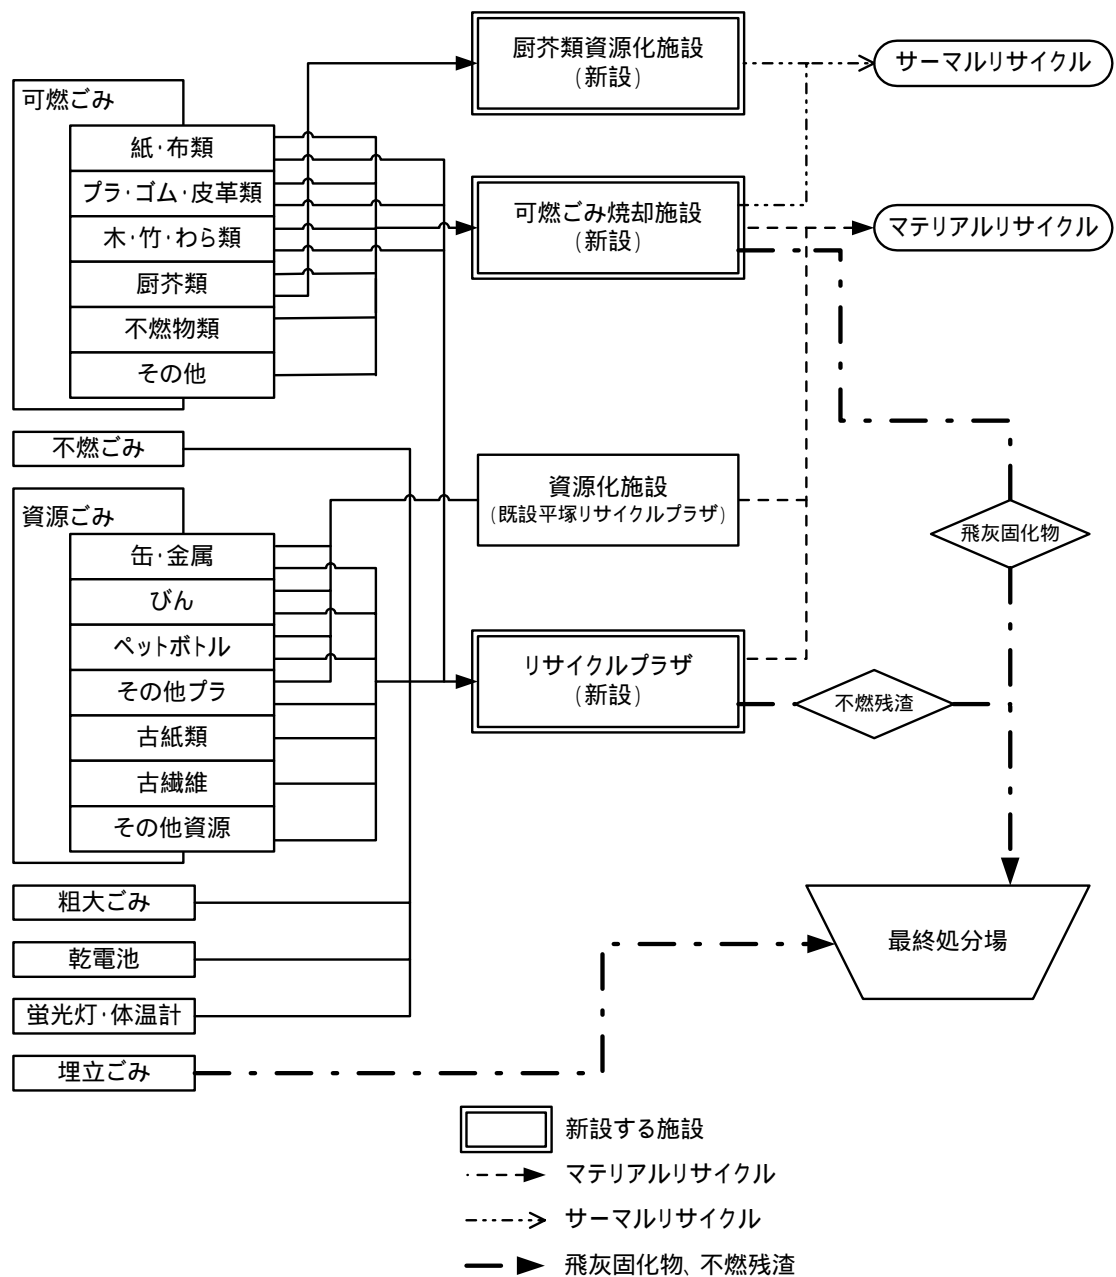 厨芥類資源化施設
(新設)
サーマルリサイクル
可燃ごみ
紙・布類
プラ・ゴム・皮革類
木・竹・わら類
厨芥類
不燃物類
その他
可燃ごみ焼却施設
(新設)
マテリアルリサイクル
不燃ごみ
資源化施設
(既設平塚リサイクルプラザ)
資源ごみ
缶・金属
びん
ペットボトル
その他プラ
古紙類
古繊維
その他資源
飛灰固化物
リサイクルプラザ
(新設)
不燃残渣
粗大ごみ
乾電池
蛍光灯・体温計
埋立ごみ
最終処分場
新設する施設
マテリアルリサイクル
サーマルリサイクル
飛灰固化物、不燃残渣